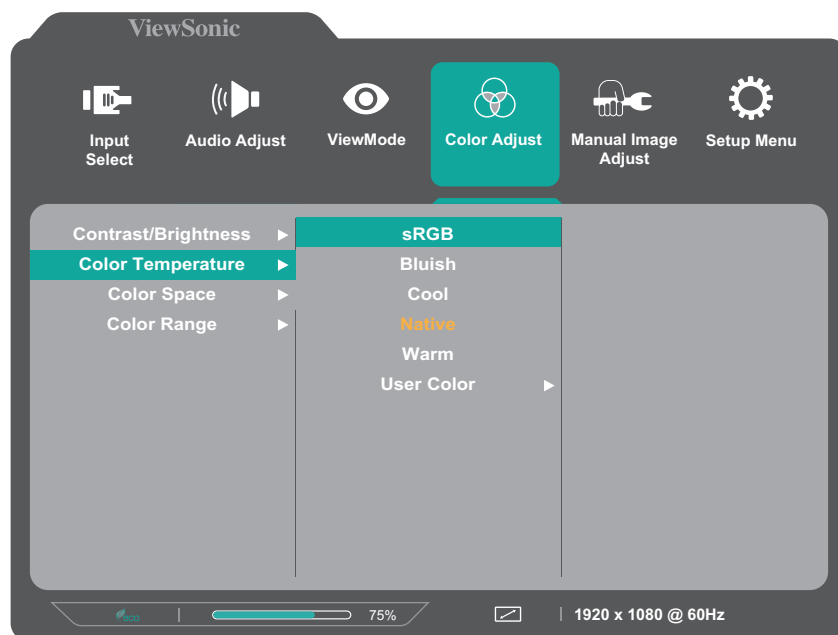 ViewSonic
Input Select
Audio Adjust
ViewMode
Color Adjust
Manual Image Adjust
Setup Menu
Contrast/Brightness
Color Temperature
Color Space
Color Range
sRGB
Bluish
Cool
Native
Warm
User Color
eco
75%
1920 x 1080 @ 60Hz